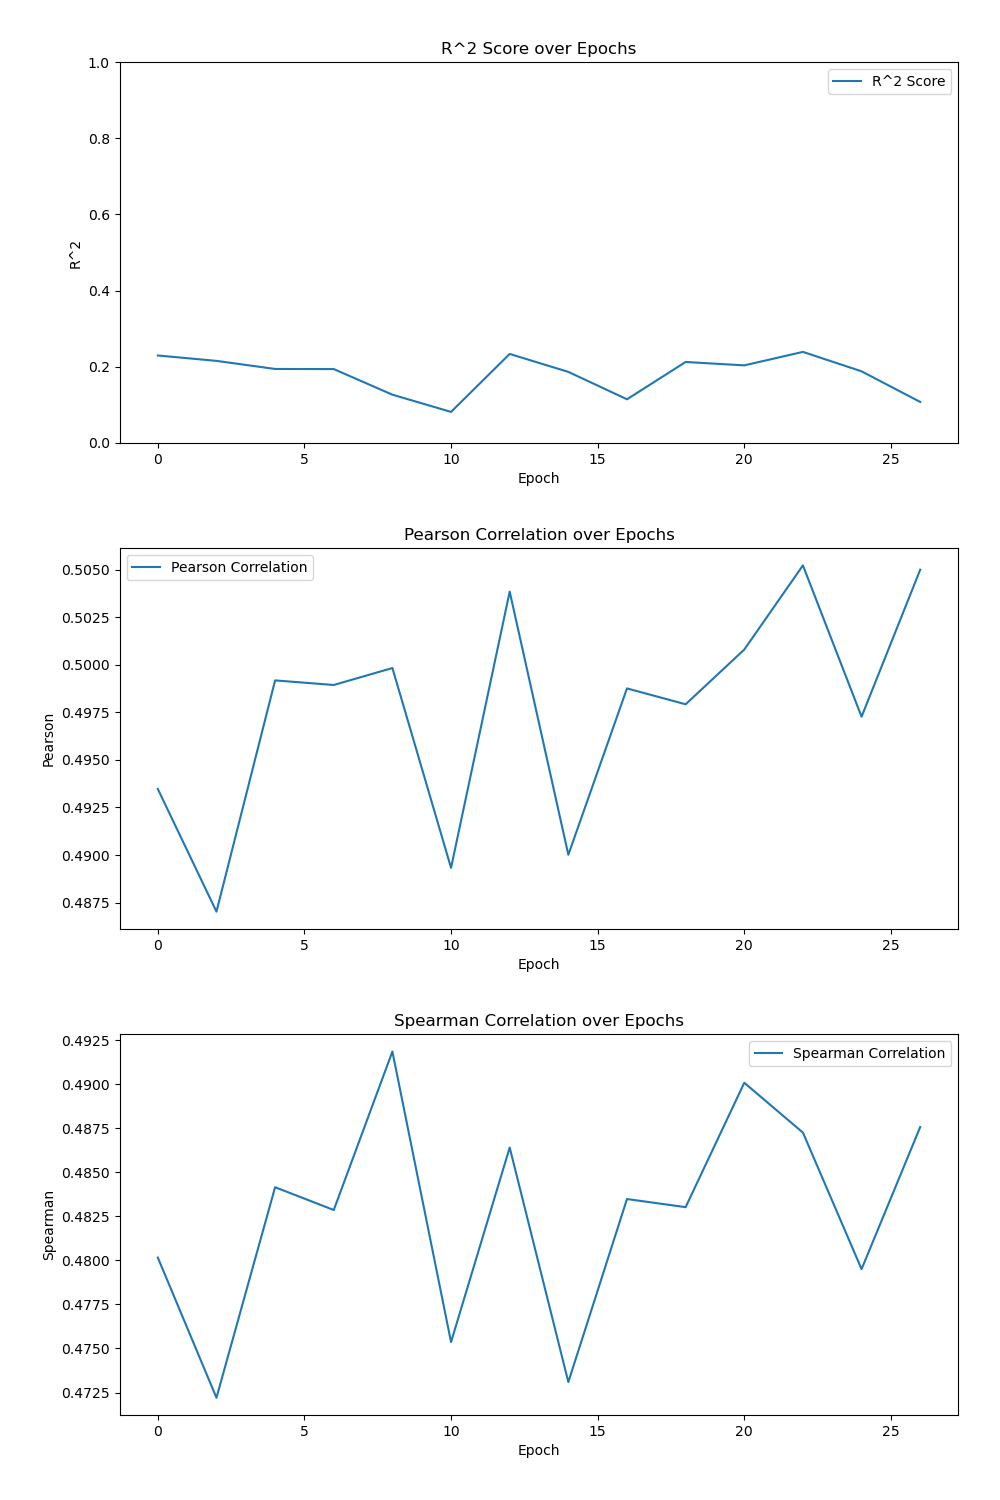 R^2 Score over Epochs
R^2 Score
1.0
0.8
0.6
0.4
0.2
0.0
R^2
0 5 10 15 20 25
Epoch
Pearson Correlation over Epochs
Pearson Correlation
0.5050
0.5025
0.5000
0.4975
0.4950
0.4925
0.4900
0.4875
Pearson
0 5 10 15 20 25
Epoch
Spearman Correlation over Epochs
Spearman Correlation
0.4925
0.4900
0.4875
0.4850
0.4825
0.4800
0.4775
0.4750
0.4725
Spearman
0 5 10 15 20 25
Epoch